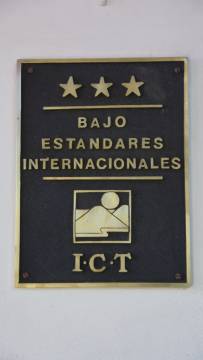 BAJO
ESTANDARES
INTERNACIONALES
I·C·T